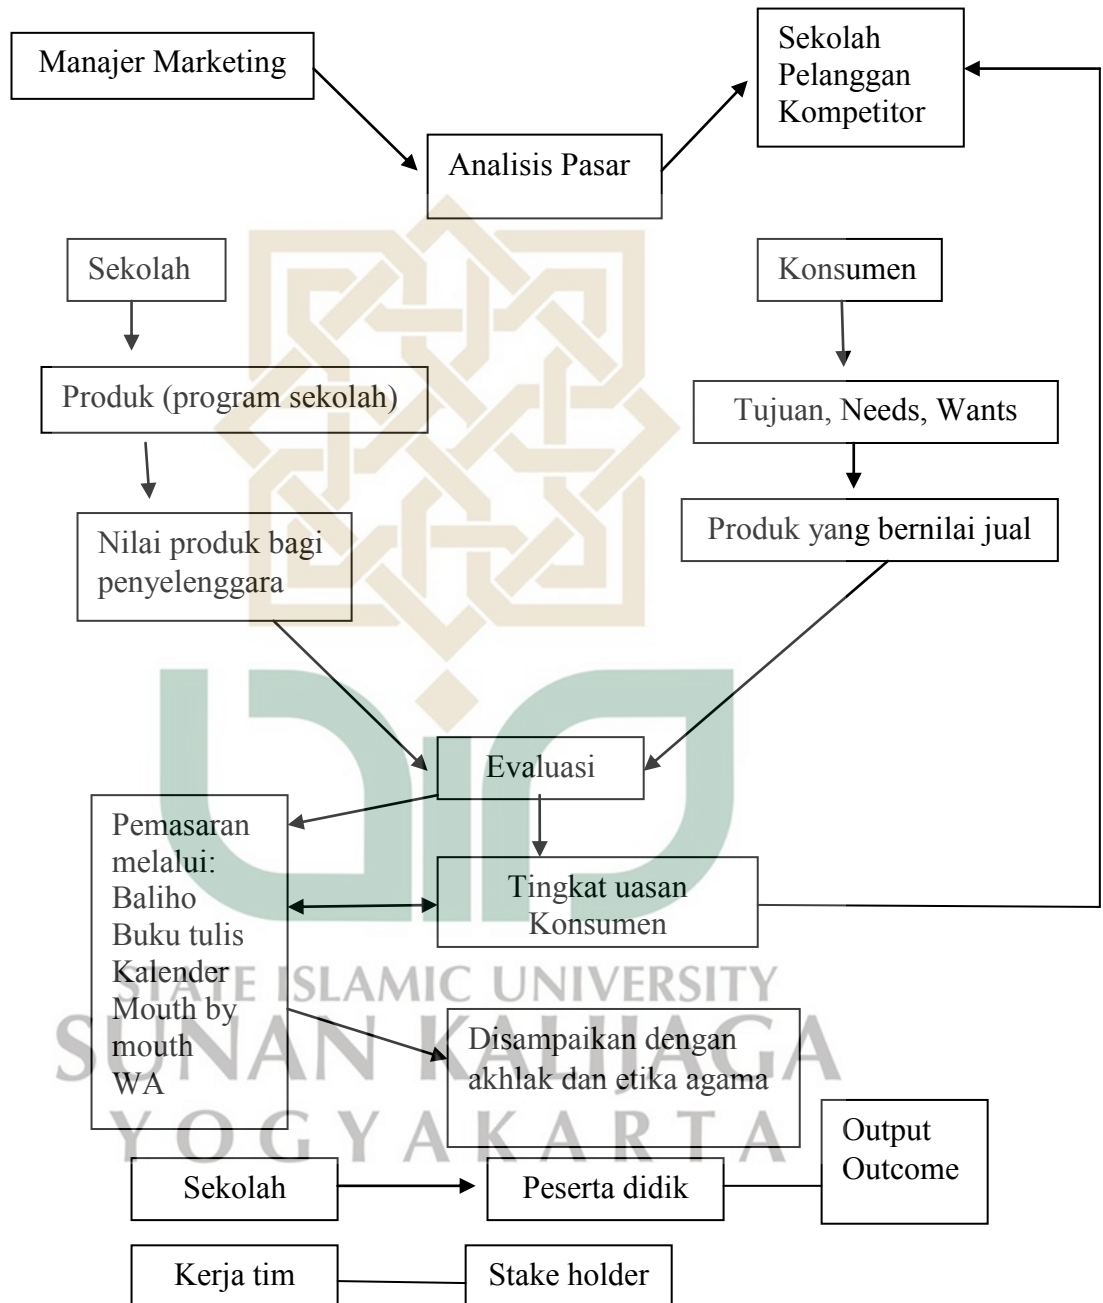 Manajer Marketing
Sekolah
Pelanggan
Kompetitor
Analisis Pasar
Sekolah
Konsumen
Produk (program sekolah)
Tujuan, Needs, Wants
Nilai produk bagi
penyelenggara
Produk yang bernilai jual
Evaluasi
Pemasaran
melalui:
Baliho
Buku tulis
Kalender
Mouth by
mouth
WA
Tingkat uasan
Konsumen
Disampaikan dengan
akhlak dan etika agama
STATE ISLAMIC UNIVERSITY
SUNAN KALIJAGA
YOGYAKARTA
Output
Outcome
Sekolah
Peserta didik
Kerja tim
Stake holder